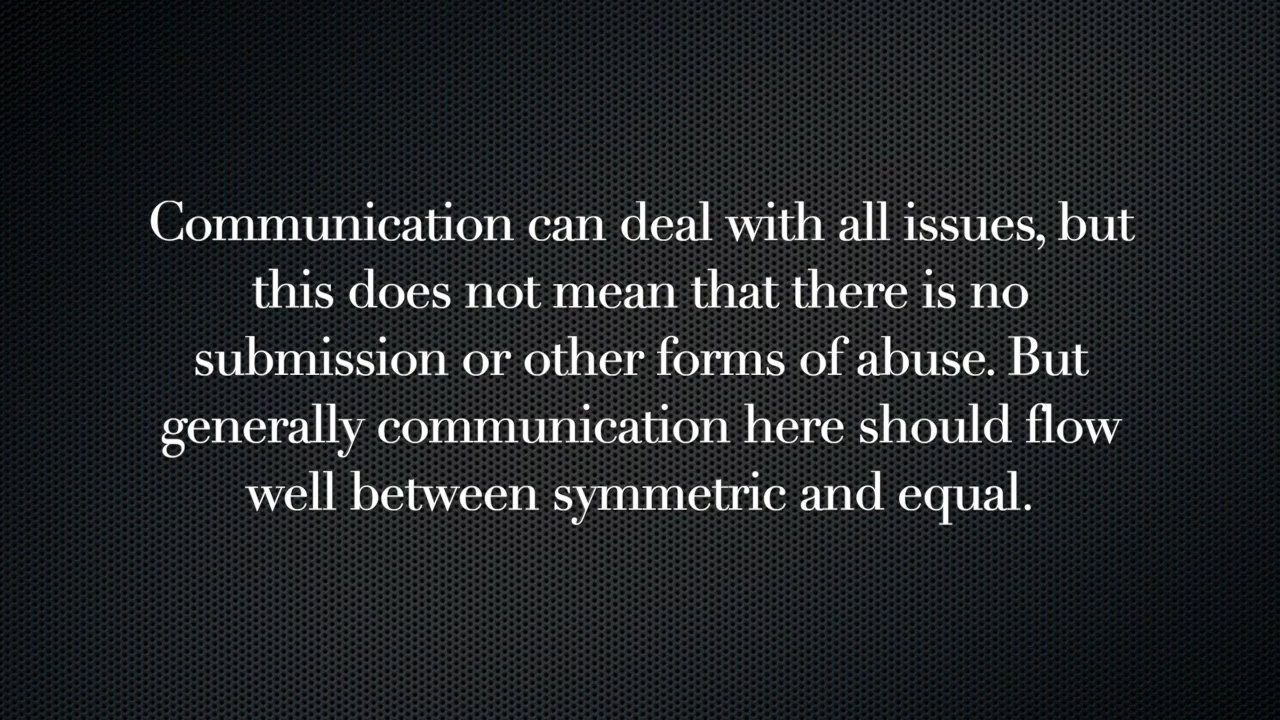 Communication can deal with all issues, but
this does not mean that there is no
submission or other forms of abuse. But
generally communication here should flow
well between symmetric and equal.